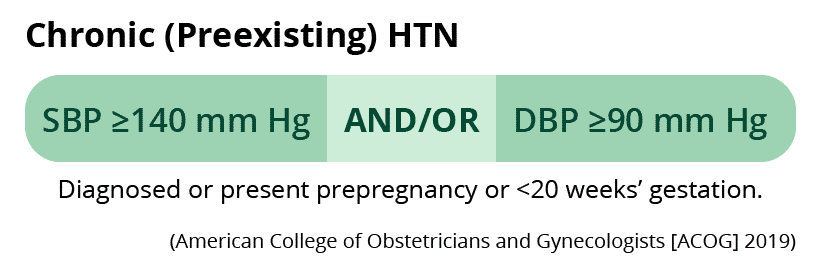 Chronic (Preexisting) HTN
SBP ≥140 mm Hg AND/OR DBP ≥90 mm Hg
Diagnosed or present prepregnancy or <20 weeks’ gestation.
(American College of Obstetricians and Gynecologists [ACOG] 2019)